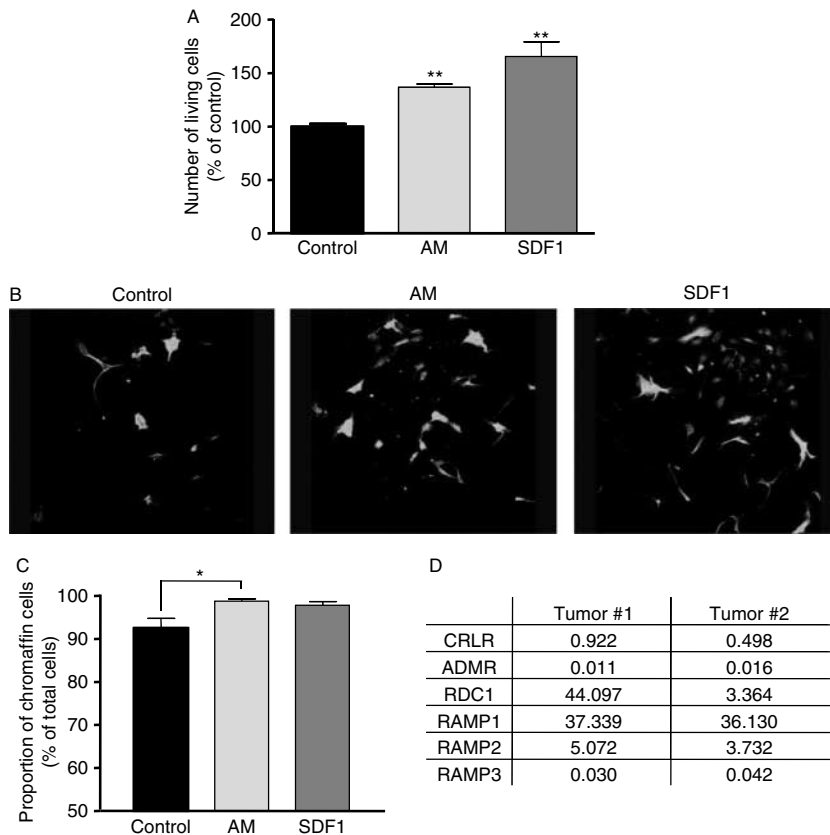 A
Number of living cells
(% of control)
200
150
100
50
0
**
**
Control AM SDF1
B
Control AM SDF1
C
Proportion of chromaffin cells
(% of total cells)
100
90
80
70
60
50
*
Control AM SDF1
D
Tumor #1 Tumor #2
CRLR 0.922 0.498
ADMR 0.011 0.016
RDC1 44.097 3.364
RAMP1 37.339 36.130
RAMP2 5.072 3.732
RAMP3 0.030 0.042